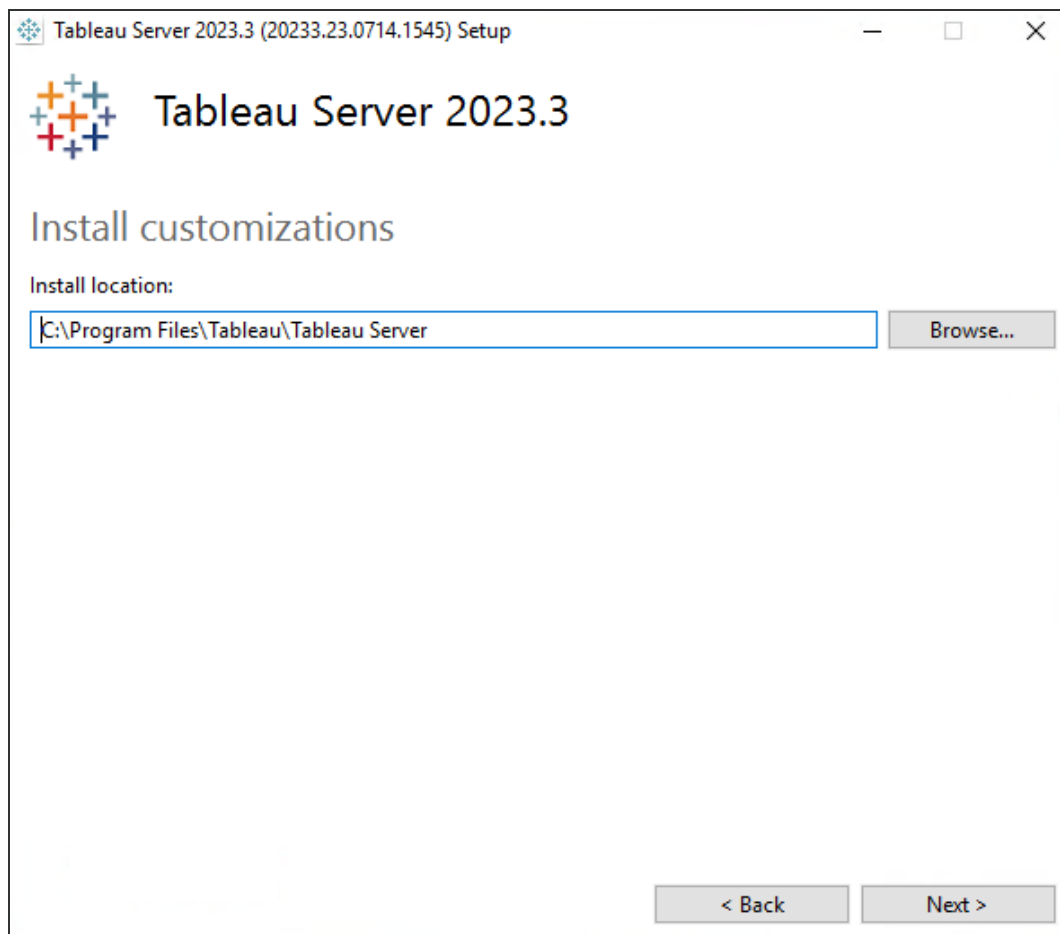 Tableau Server 2023.3 (20233.23.0714.1545) Setup
Tableau Server 2023.3
Install customizations
Install location:
C:\Program Files\Tableau\Tableau Server
Browse...
< Back
Next >